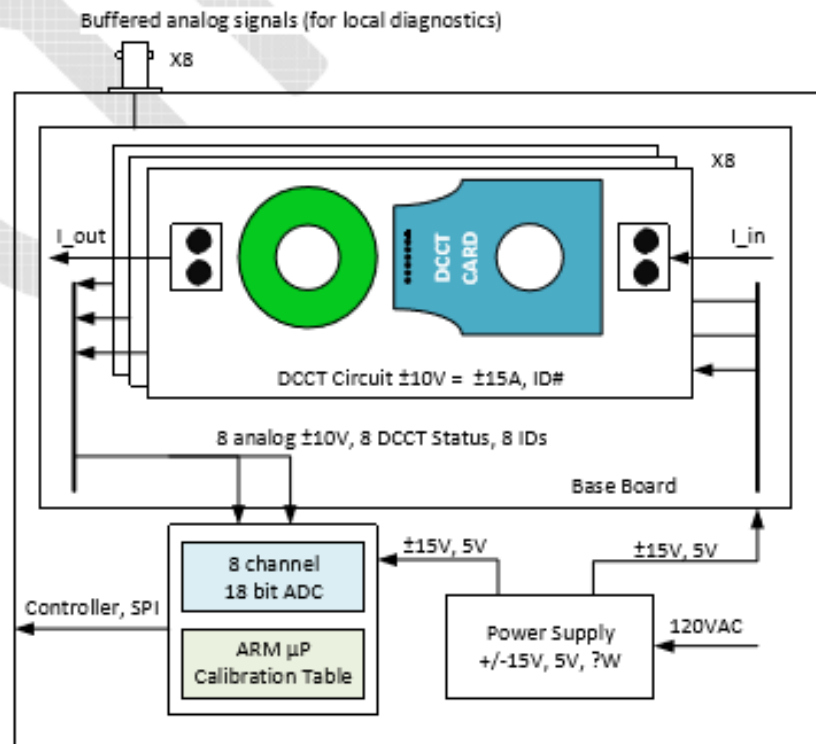 Buffered analog signals (for local diagnostics)
X8
X8
I_out
I_in
DCCT
CARD
DCCT Circuit ±10V = ±15A, ID#
8 analog ±10V, 8 DCCT Status, 8 IDs
Base Board
8 channel
18 bit ADC
±15V, 5V
±15V, 5V
Controller, SPI
ARM µP
Calibration Table
Power Supply
+/-15V, 5V, ?W
120VAC